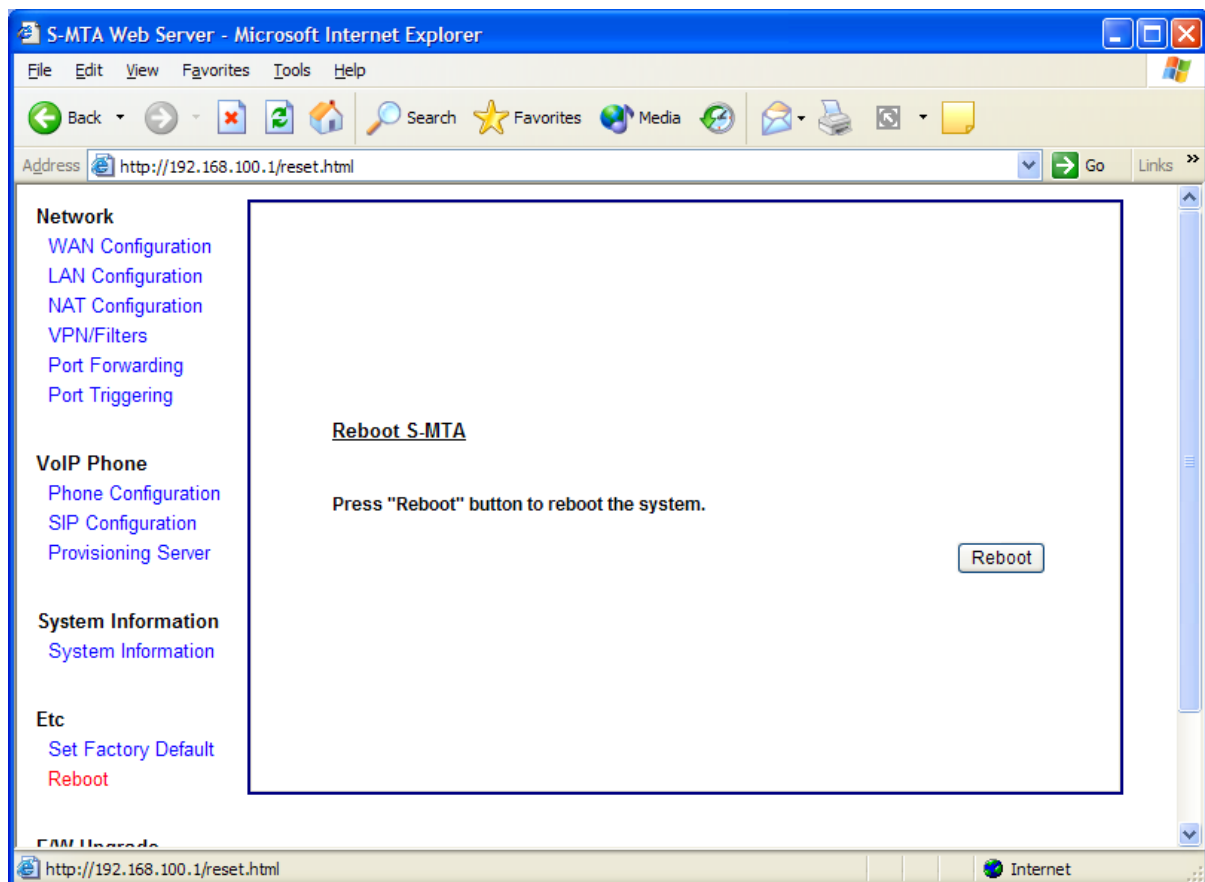 S-MTA Web Server - Microsoft Internet Explorer
File Edit View Favorites Tools Help
Back Search Favorites Media
Address http://192.168.100.1/reset.html Go Links »
Network
WAN Configuration
LAN Configuration
NAT Configuration
VPN/Filters
Port Forwarding
Port Triggering
VoIP Phone
Phone Configuration
SIP Configuration
Provisioning Server
System Information
System Information
Etc
Set Factory Default
Reboot
F/W Upgrade
Reboot S-MTA
Press "Reboot" button to reboot the system.
Reboot
http://192.168.100.1/reset.html Internet